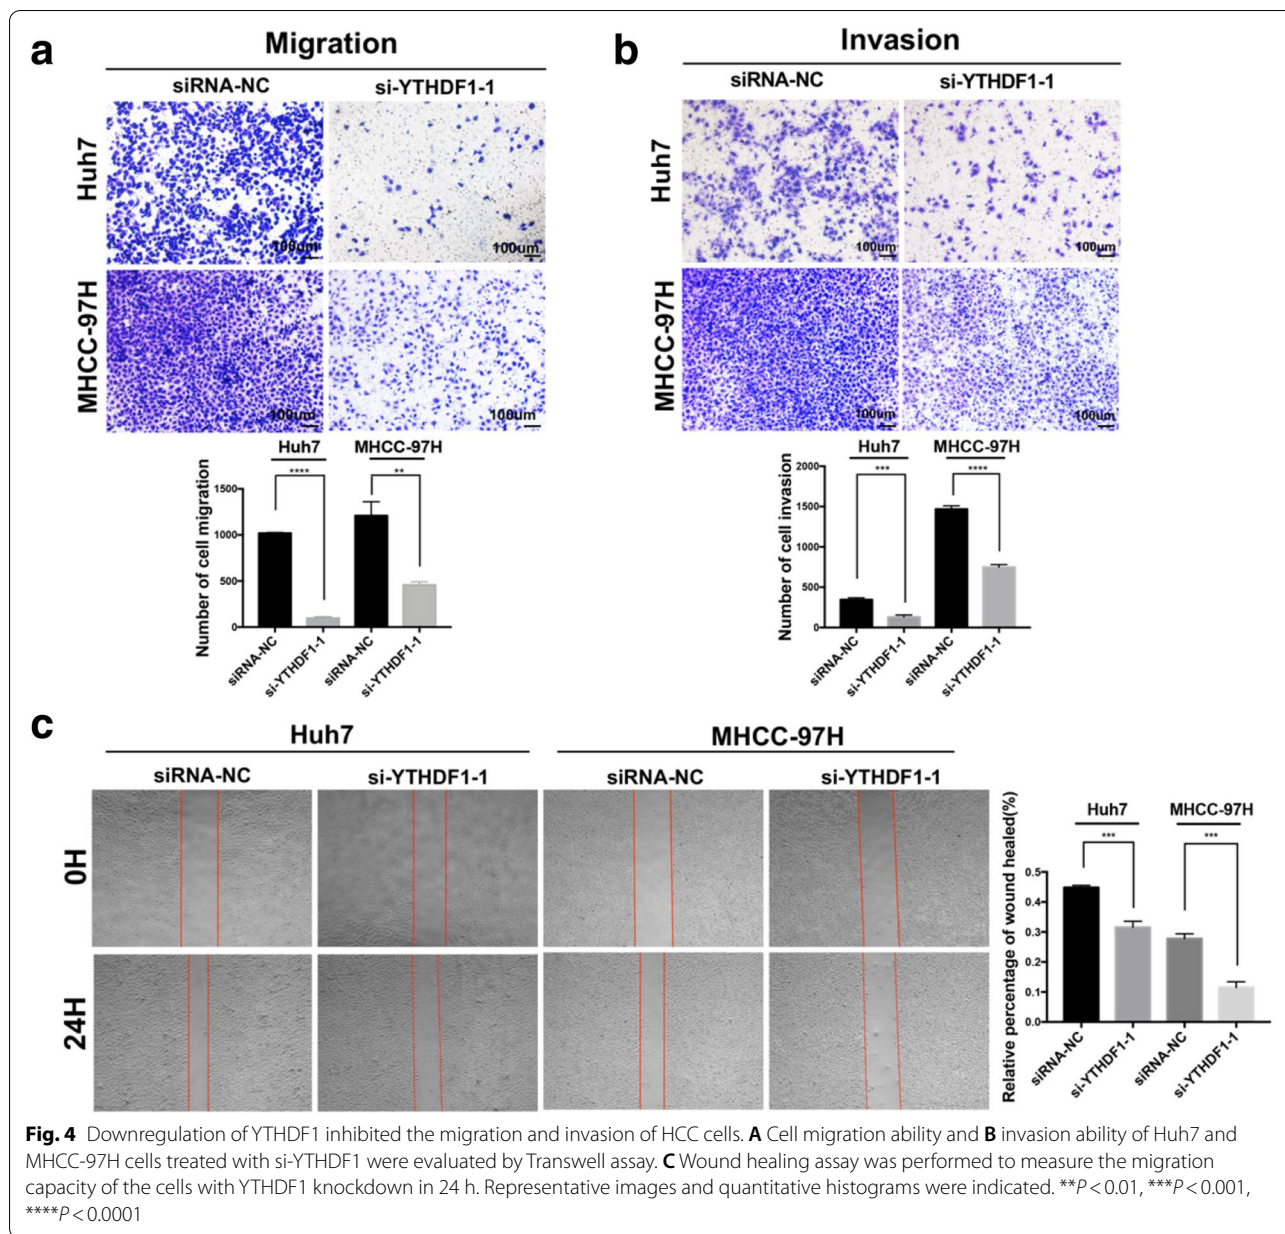 a
Migration
siRNA-NC
si-YTHDF1-1
Huh7
100um
100um
MHCC-97H
100um
100um
Huh7
MHCC-97H
****
**
Number of cell migration
1500
1000
500
0
siRNA-NC
si-YTHDF1-1
siRNA-NC
si-YTHDF1-1
b
Invasion
siRNA-NC
si-YTHDF1-1
Huh7
100um
100um
MHCC-97H
100um
100um
Huh7
MHCC-97H
***
****
Number of cell invasion
2000
1500
1000
500
0
siRNA-NC
si-YTHDF1-1
siRNA-NC
si-YTHDF1-1
c
Huh7
MHCC-97H
siRNA-NC
si-YTHDF1-1
siRNA-NC
si-YTHDF1-1
0H
24H
Huh7
MHCC-97H
***
***
Relative percentage of wound healed(%)
0.5
0.4
0.3
0.2
0.1
0.0
siRNA-NC
si-YTHDF1-1
siRNA-NC
si-YTHDF1-1
Fig. 4 Downregulation of YTHDF1 inhibited the migration and invasion of HCC cells. A Cell migration ability and B invasion ability of Huh7 and
MHCC-97H cells treated with si-YTHDF1 were evaluated by Transwell assay. C Wound healing assay was performed to measure the migration
capacity of the cells with YTHDF1 knockdown in 24 h. Representative images and quantitative histograms were indicated. **P < 0.01, ***P < 0.001,
****P < 0.0001